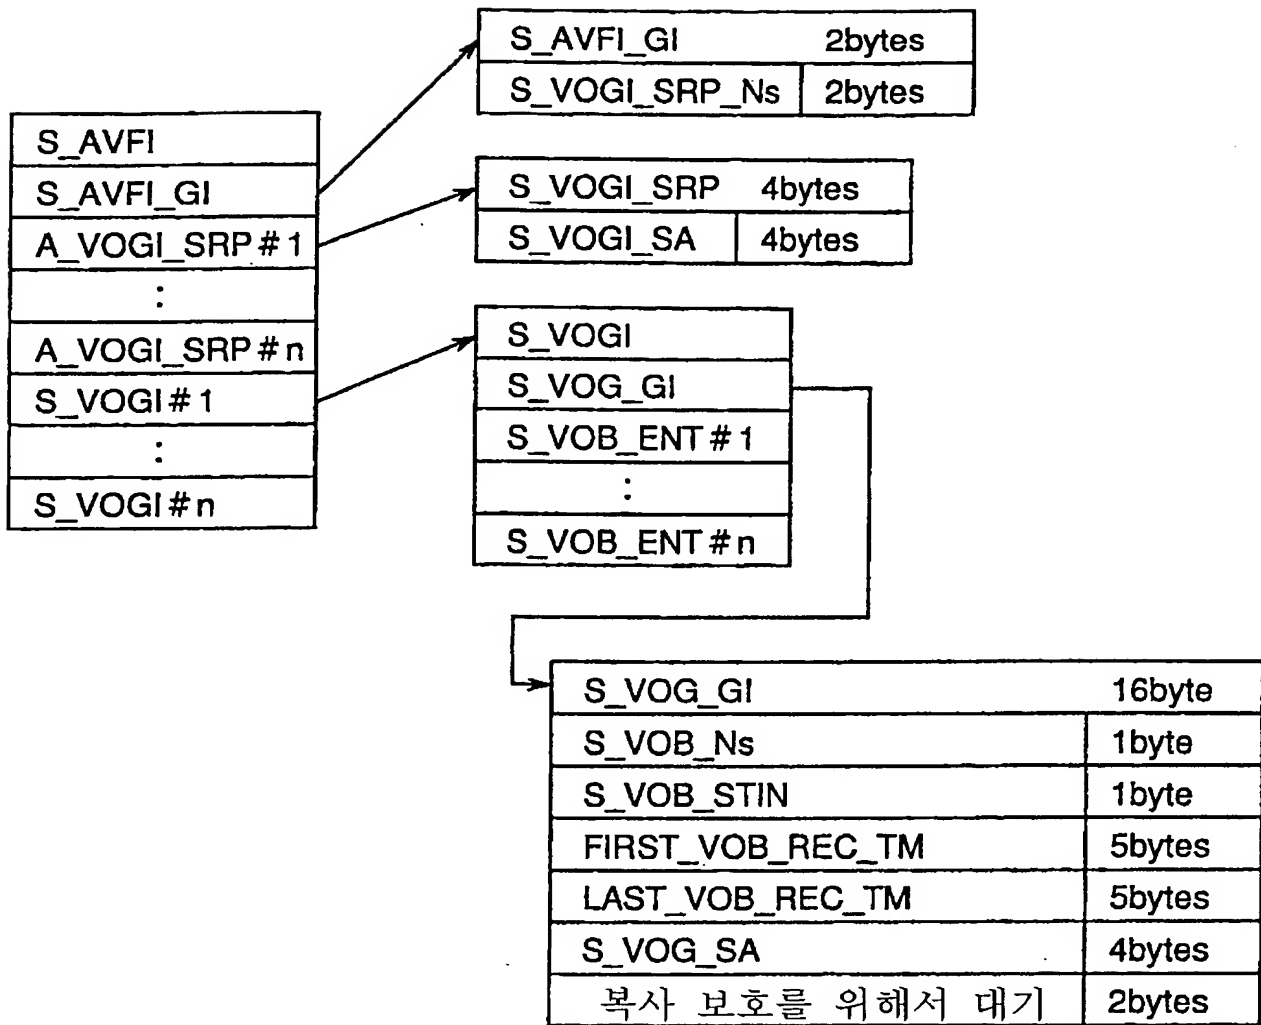 S_AVFI
S_AVFI_GI
A_VOGI_SRP#1
:
A_VOGI_SRP#n
S_VOGI#1
:
S_VOGI#n
S_AVFI_GI 2bytes
S_VOGI_SRP_Ns 2bytes
S_VOGI_SRP 4bytes
S_VOGI_SA 4bytes
S_VOGI
S_VOG_GI
S_VOB_ENT#1
:
S_VOB_ENT#n
S_VOG_GI 16byte
S_VOB_Ns 1byte
S_VOB_STIN 1byte
FIRST_VOB_REC_TM 5bytes
LAST_VOB_REC_TM 5bytes
S_VOG_SA 4bytes
복사 보호를 위해서 대기 2bytes